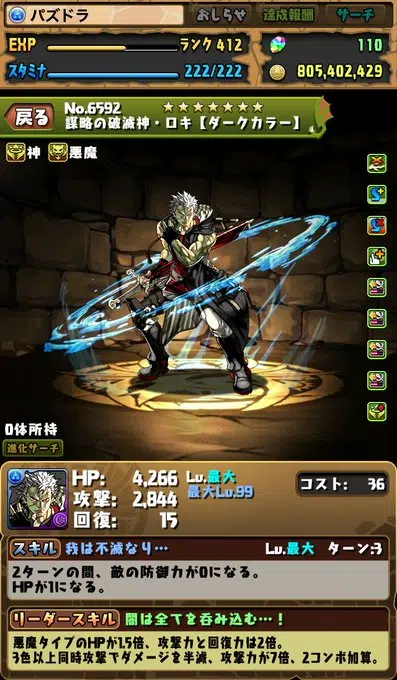 パズドラ おしらせ 達成報酬 サーチ
EXP ランク 412 110
スタミナ 222/222 805,402,429
戻る No.6592 ★★★★★★★
謀略の破滅神・ロキ【ダークカラー】
神 悪魔
0体所持
進化サーチ
HP: 4,266 Lv.最大 コスト: 36
攻撃: 2,844 最大Lv.99
回復: 15
スキル 我は不滅なり… Lv.最大 ターン:3
2ターンの間、敵の防御力が0になる。
HPが1になる。
リーダースキル 闇は全てを呑み込む…!
悪魔タイプのHPが1.5倍、攻撃力と回復力は2倍。
3色以上同時攻撃でダメージを半減、攻撃力が7倍、2コンボ加算。